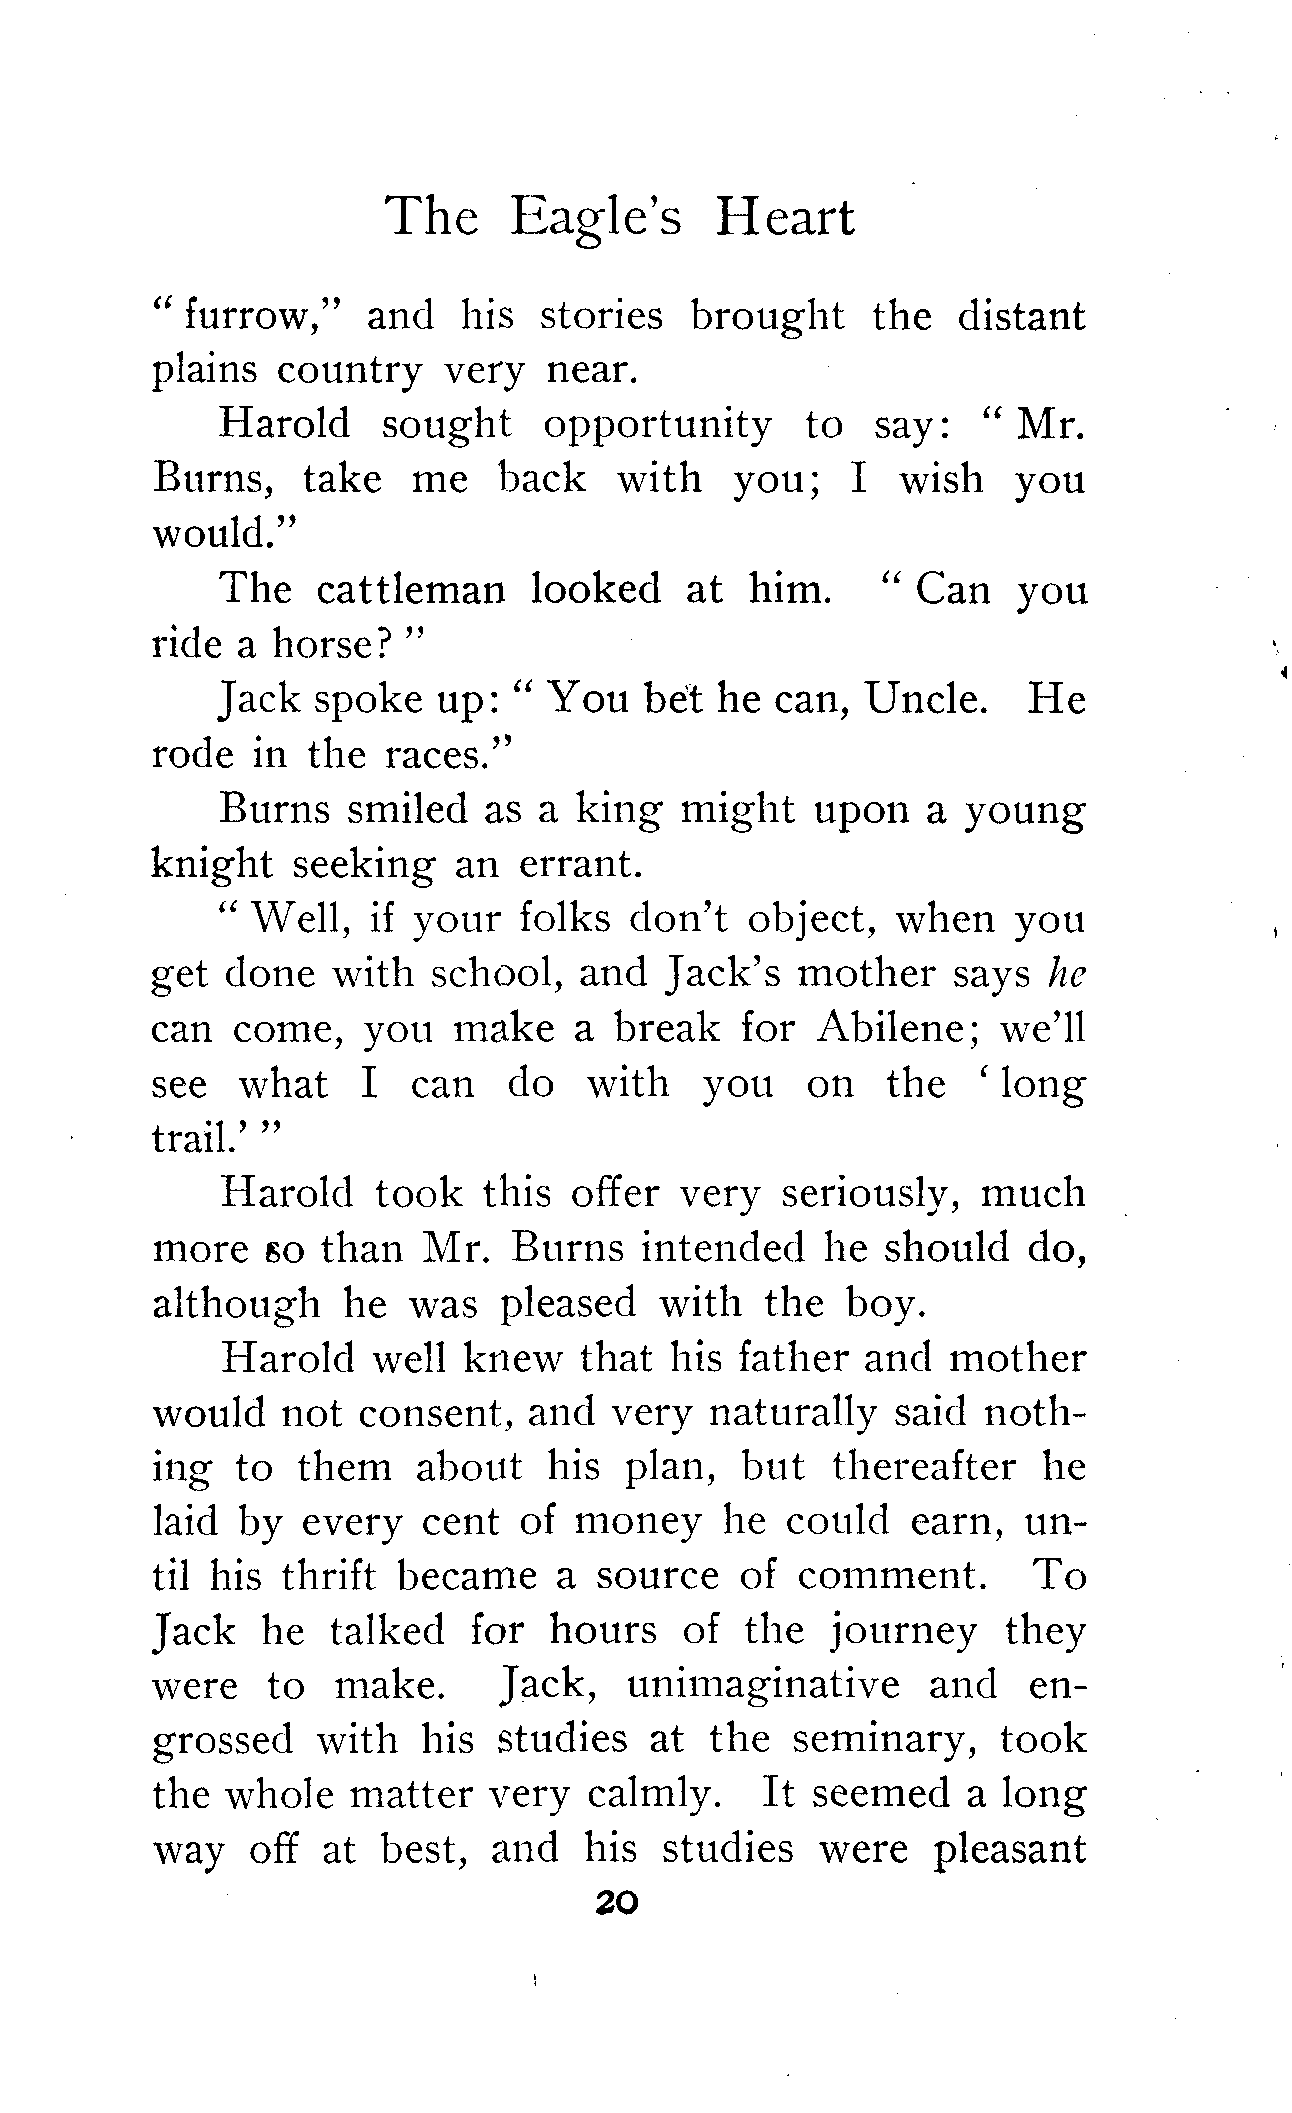 The Eagle's Heart
" furrow," and his stories brought the distant
plains country very near.
Harold sought opportunity to say: " Mr.
Burns, take me back with you; I wish you
would."
The cattleman looked at him. " Can you
ride a horse? "
Jack spoke up: " You bet he can, Uncle. He
rode in the races."
Burns smiled as a king might upon a young
knight seeking an errant.
" Well, if your folks don't object, when you
get done with school, and Jack's mother says he
can come, you make a break for Abilene; we'll
see what I can do with you on the ' long
trail.' "
Harold took this offer very seriously, much
more so than Mr. Burns intended he should do,
although he was pleased with the boy.
Harold well knew that his father and mother
would not consent, and very naturally said noth-
ing to them about his plan, but thereafter he
laid by every cent of money he could earn, un-
til his thrift became a source of comment. To
Jack he talked for hours of the journey they
were to make. Jack, unimaginative and en-
grossed with his studies at the seminary, took
the whole matter very calmly. It seemed a long
way off at best, and his studies were pleasant
20